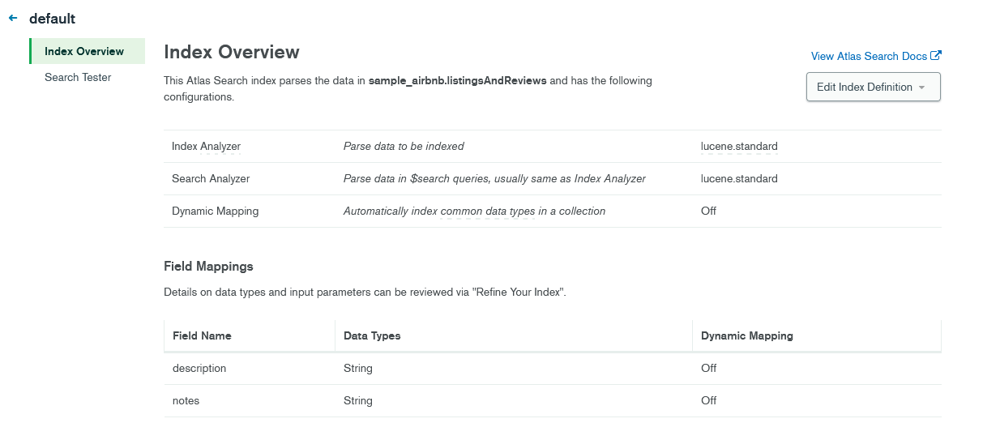 default
Index Overview
Search Tester
Index Overview
View Atlas Search Docs
This Atlas Search index parses the data in sample_airbnb.listingsAndReviews and has the following
configurations.
Edit Index Definition
Index Analyzer Parse data to be indexed lucene.standard
Search Analyzer Parse data in $search queries, usually same as Index Analyzer lucene.standard
Dynamic Mapping Automatically index common data types in a collection Off
Field Mappings
Details on data types and input parameters can be reviewed via "Refine Your Index".
Field Name Data Types Dynamic Mapping
description String Off
notes String Off